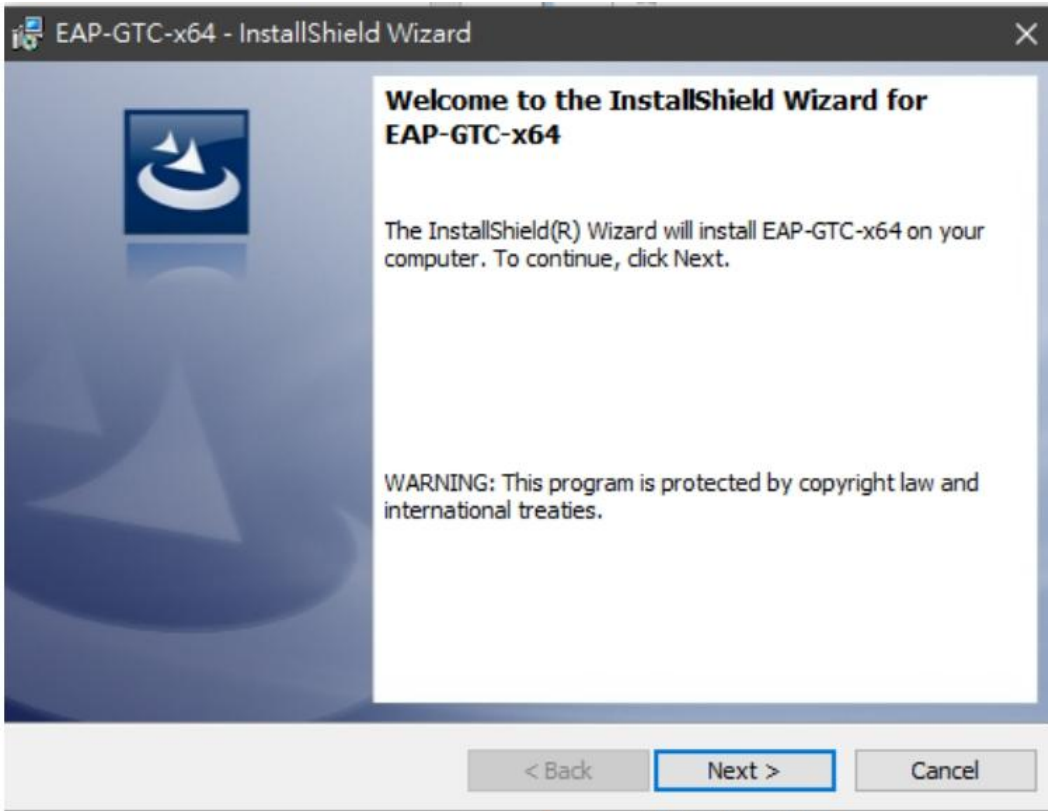 EAP-GTC-x64 - InstallShield Wizard
Welcome to the InstallShield Wizard for
EAP-GTC-x64
The InstallShield(R) Wizard will install EAP-GTC-x64 on your
computer. To continue, click Next.
WARNING: This program is protected by copyright law and
international treaties.
< Back
Next >
Cancel